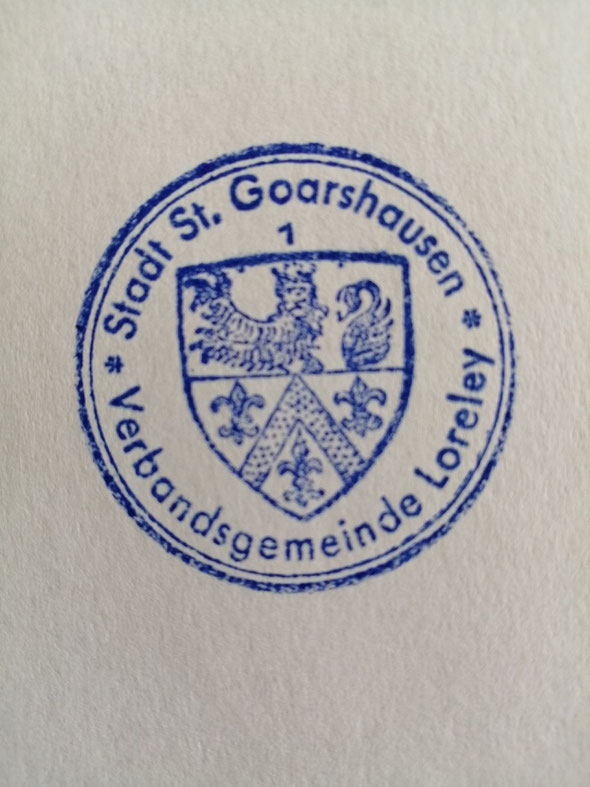 * Stadt St. Goarshausen *
1
Verbandsgemeinde Loreley